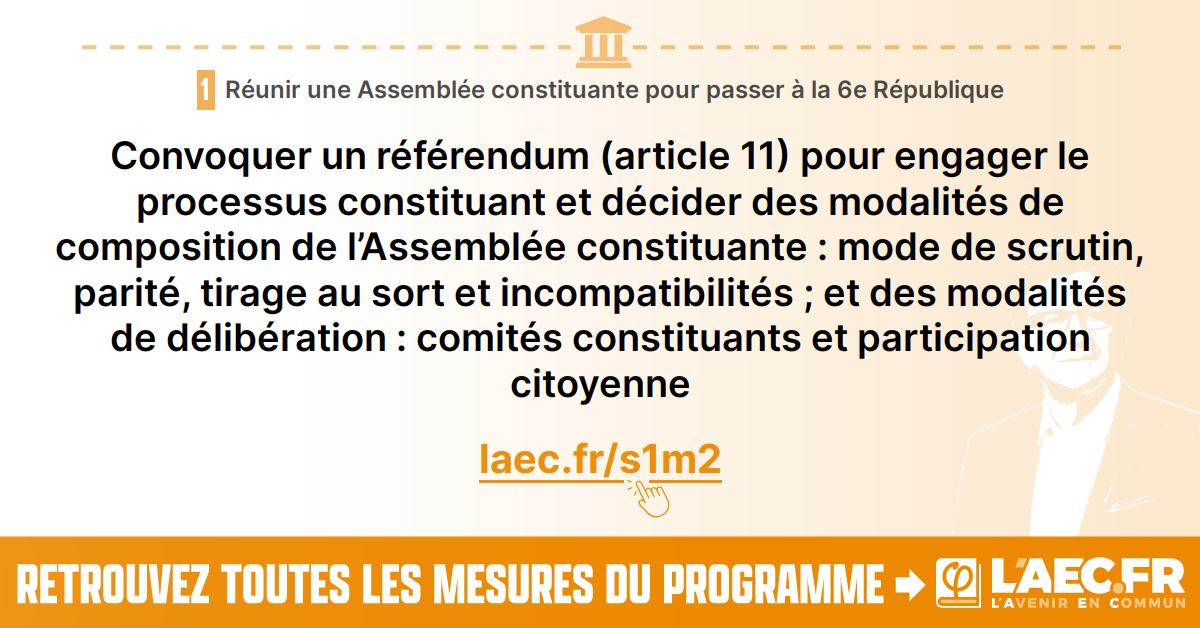 1 Réunir une Assemblée constituante pour passer à la 6e République
Convoquer un référendum (article 11) pour engager le
processus constituant et décider des modalités de
composition de l’Assemblée constituante : mode de scrutin,
parité, tirage au sort et incompatibilités ; et des modalités
de délibération : comités constituants et participation
citoyenne
laec.fr/s1m2
RETROUVEZ TOUTES LES MESURES DU PROGRAMME
L'AEC.FR
L'AVENIR EN COMMUN